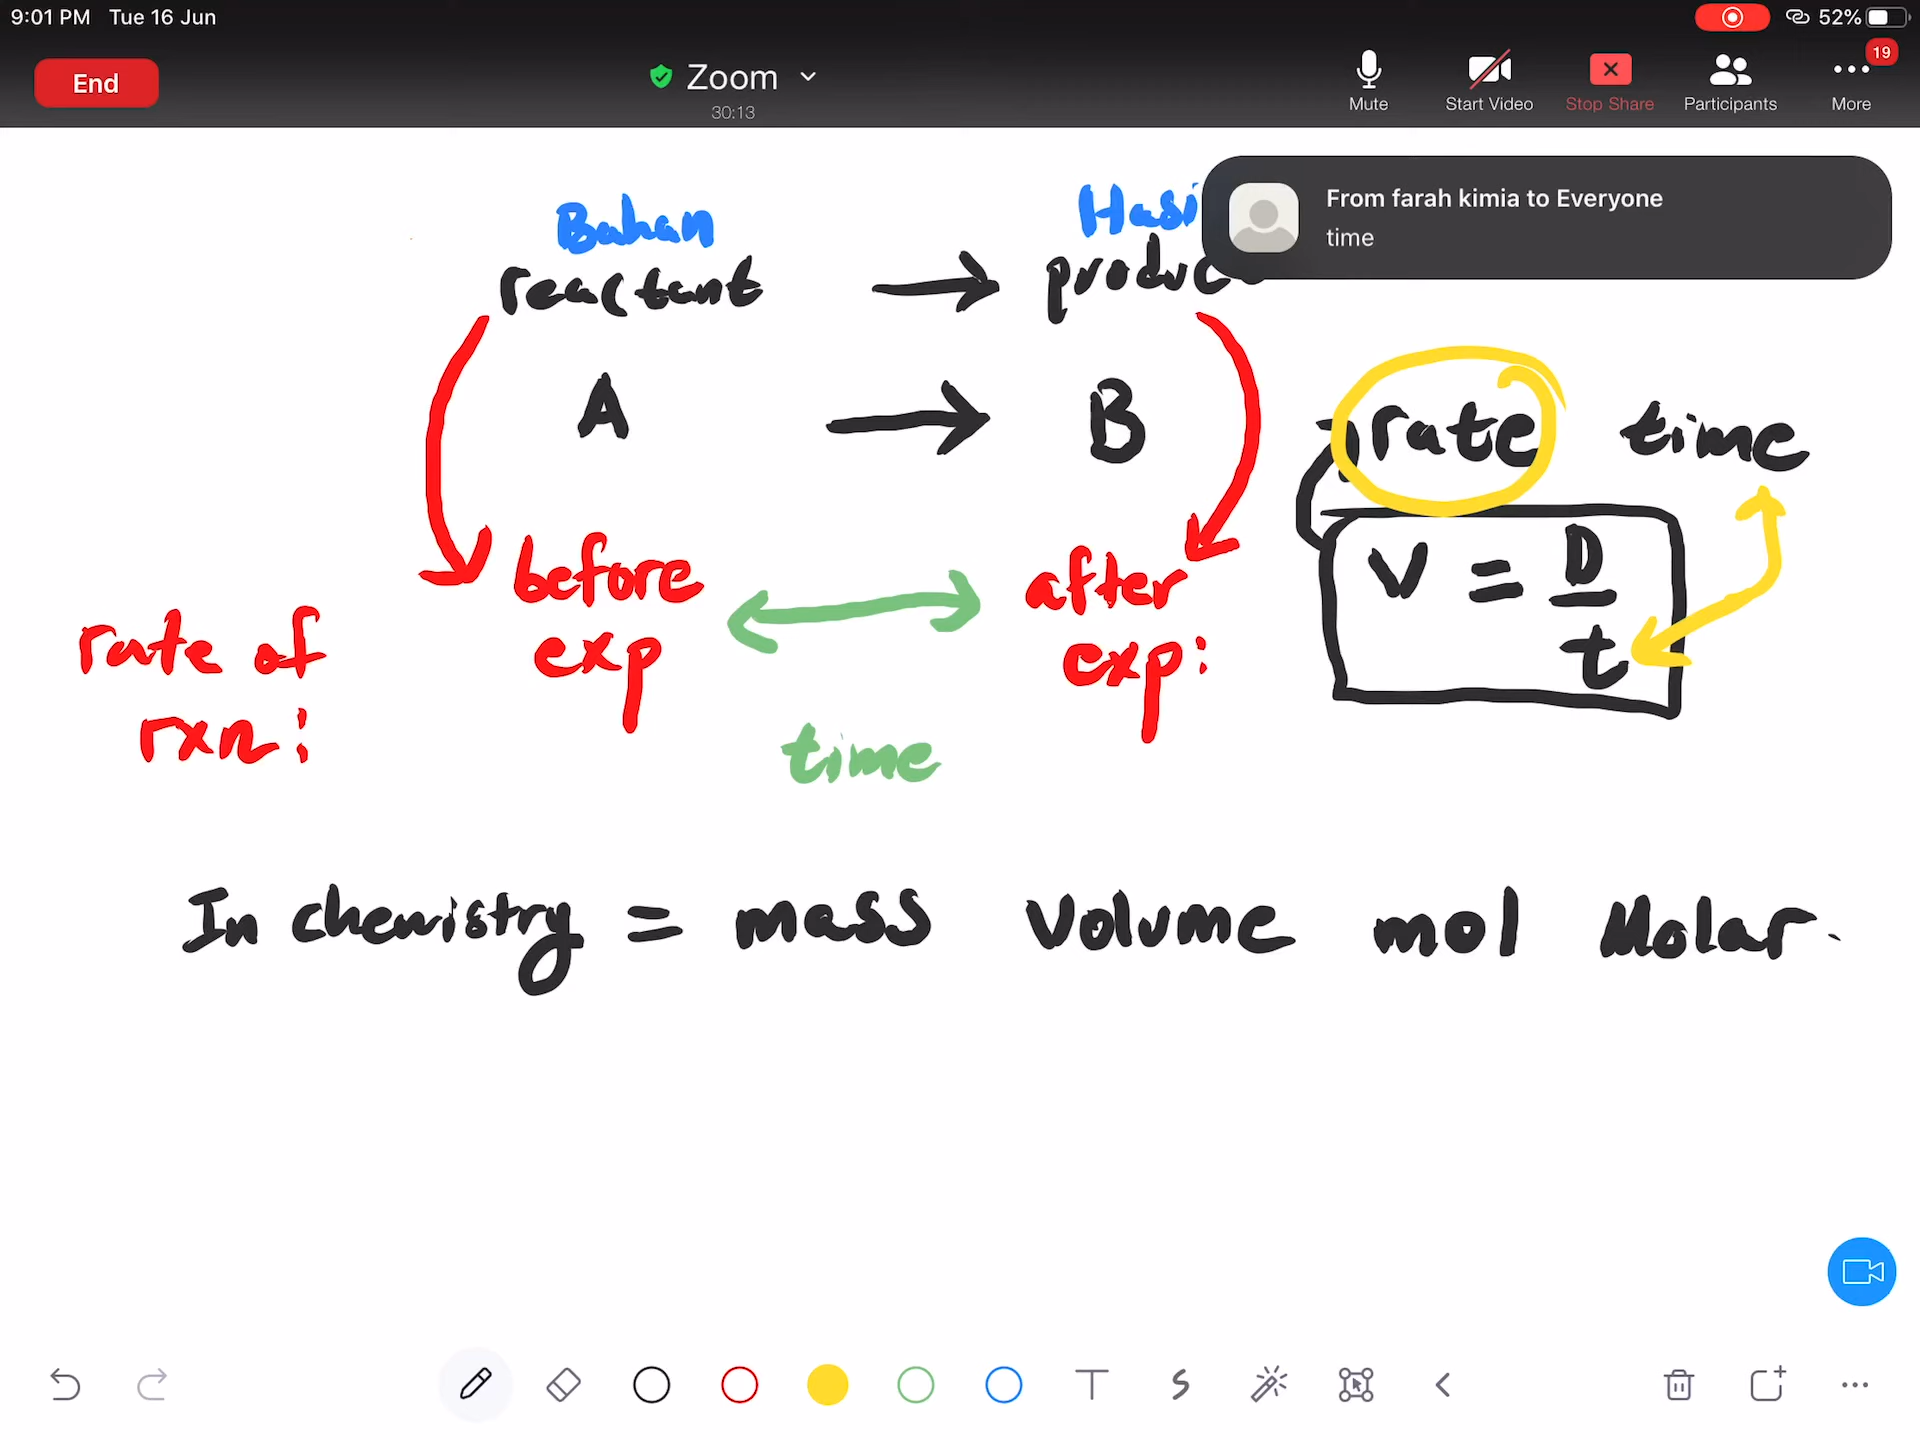 9:01 PM Tue 16 Jun
52%
End
Zoom
30:13
Mute
Start Video
Stop Share
Participants
19
More
From farah kimia to Everyone
time
Bahan
Hasi
reactant → produc
A → B
rate time
V = D
t
before
exp
after
exp:
rate of
rxn:
time
In chemistry = mass volume mol Molar.
T